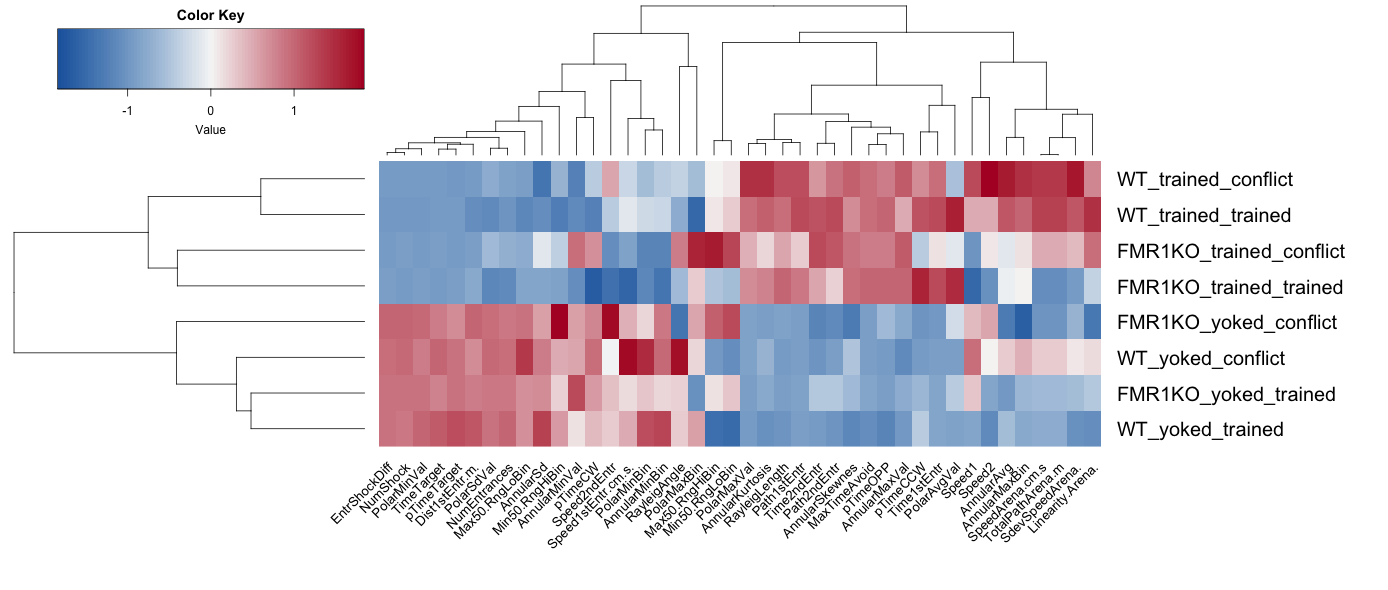 Color Key
-1 0 1
Value
WT_trained_conflict
WT_trained_trained
FMR1KO_trained_conflict
FMR1KO_trained_trained
FMR1KO_yoked_conflict
WT_yoked_conflict
FMR1KO_yoked_trained
WT_yoked_trained
EntrShockDiff
NumShock
PolarMinVal
TimeTarget
pTimeTarget
Dist1stEntr.m.
PolarSdVal
NumEntrances
Max50.RngLoBin
AnnularSd
Min50.RngHiBin
AnnularMinVal
pTimeCW
Speed2ndEntr
Speed1stEntr.cm.s.
PolarMinBin
AnnularMinBin
RayleigAngle
PolarMaxBin
Max50.RngHiBin
Min50.RngLoBin
PolarMaxVal
AnnularKurtosis
RayleigLength
Path1stEntr
Time2ndEntr
Path2ndEntr
AnnularSkewnes
MaxTimeAvoid
pTimeOPP
AnnularMaxVal
pTimeCCW
Time1stEntr
PolarAvgVal
Speed1
Speed2
AnnularAvg
AnnularMaxBin
SpeedArena.cm.s
TotalPathArena.m
SdevSpeedArena.
Linearity.Arena.